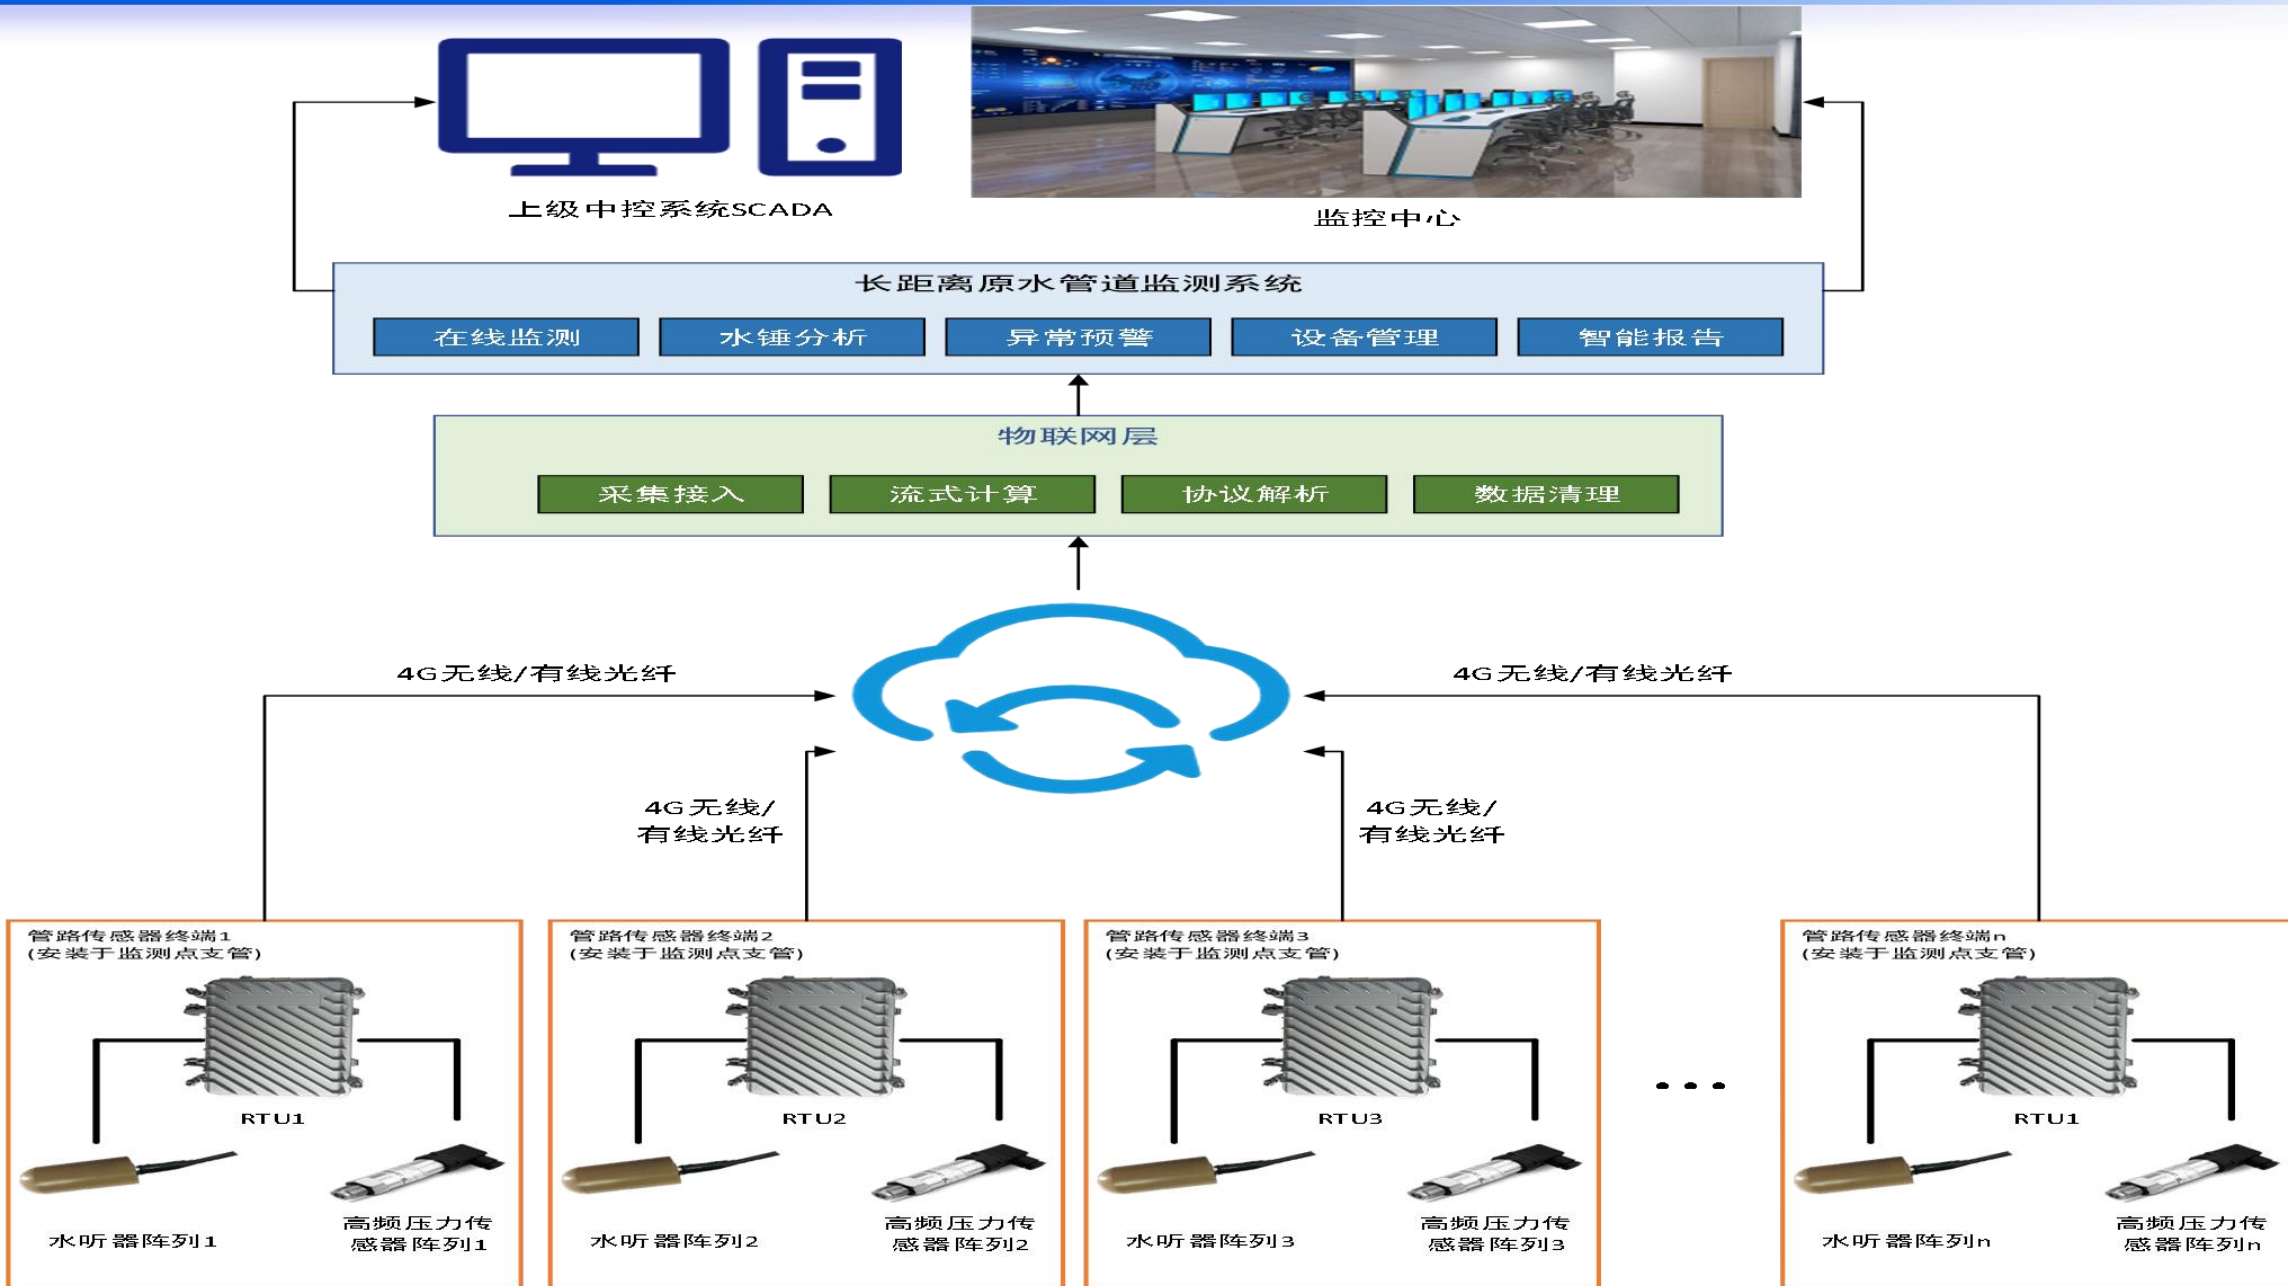 上级中控系统SCADA
监控中心
长距离原水管道监测系统
在线监测
水锤分析
异常预警
设备管理
智能报告
物联网层
采集接入
流式计算
协议解析
数据清理
4G无线/有线光纤
4G无线/有线光纤
4G无线/
有线光纤
4G无线/
有线光纤
管路传感器终端1
(安装于监测点支管)
RTU1
水听器阵列1
高频压力传
感器阵列1
管路传感器终端2
(安装于监测点支管)
RTU2
水听器阵列2
高频压力传
感器阵列2
管路传感器终端3
(安装于监测点支管)
RTU3
水听器阵列3
高频压力传
感器阵列3
...
管路传感器终端n
(安装于监测点支管)
RTU1
水听器阵列n
高频压力传
感器阵列n